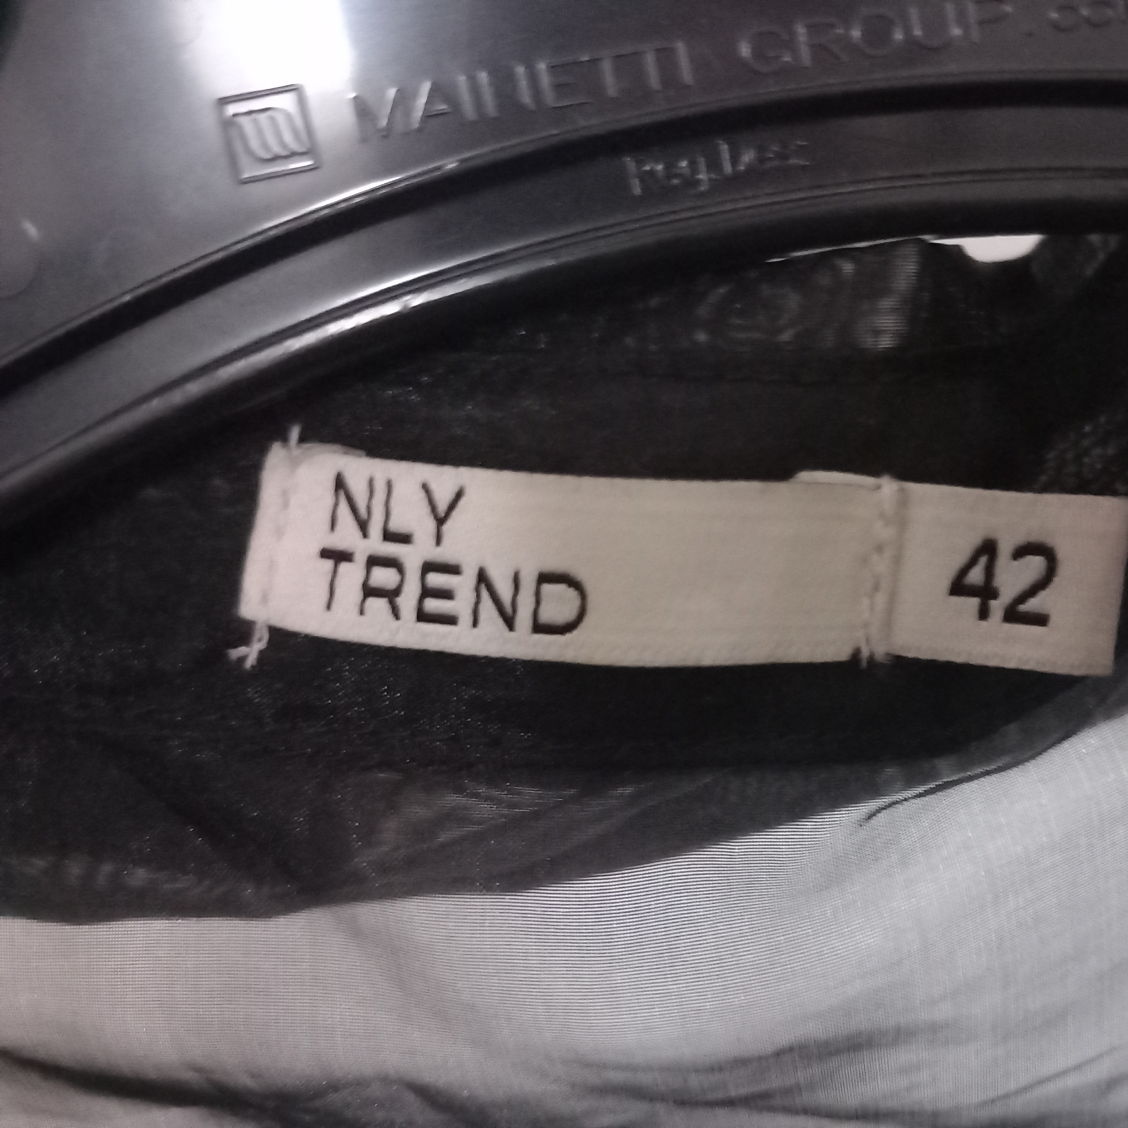 MAINETTI GROUP
NLY
TREND
42